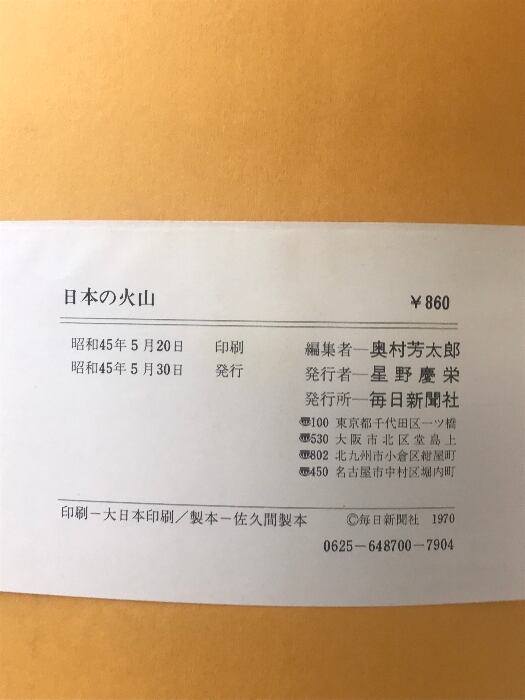 日本の火山 ¥860
昭和45年5月20日 印刷 編集者―奥村芳太郎
昭和45年5月30日 発行 発行者―星野慶栄
発行所―毎日新聞社
〠100 東京都千代田区一ツ橋
〠530 大阪市北区堂島上
〠802 北九州市小倉区紺屋町
〠450 名古屋市中村区堀内町
印刷－大日本印刷／製本－佐久間製本 ©毎日新聞社 1970
0625－648700－7904